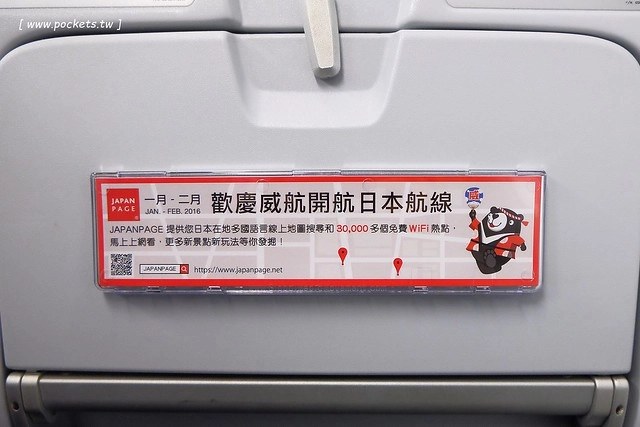 [ www.pockets.tw ]
JAPAN
PAGE
一月 - 二月
JAN. - FEB. 2016
歡慶威航開航日本航線
JAPANPAGE 提供您日本在地多國語言線上地圖搜尋和 30,000 多個免費 WiFi 熱點，
馬上上網看，更多新景點新玩法等你發掘！
JAPANPAGE
https://www.japanpage.net